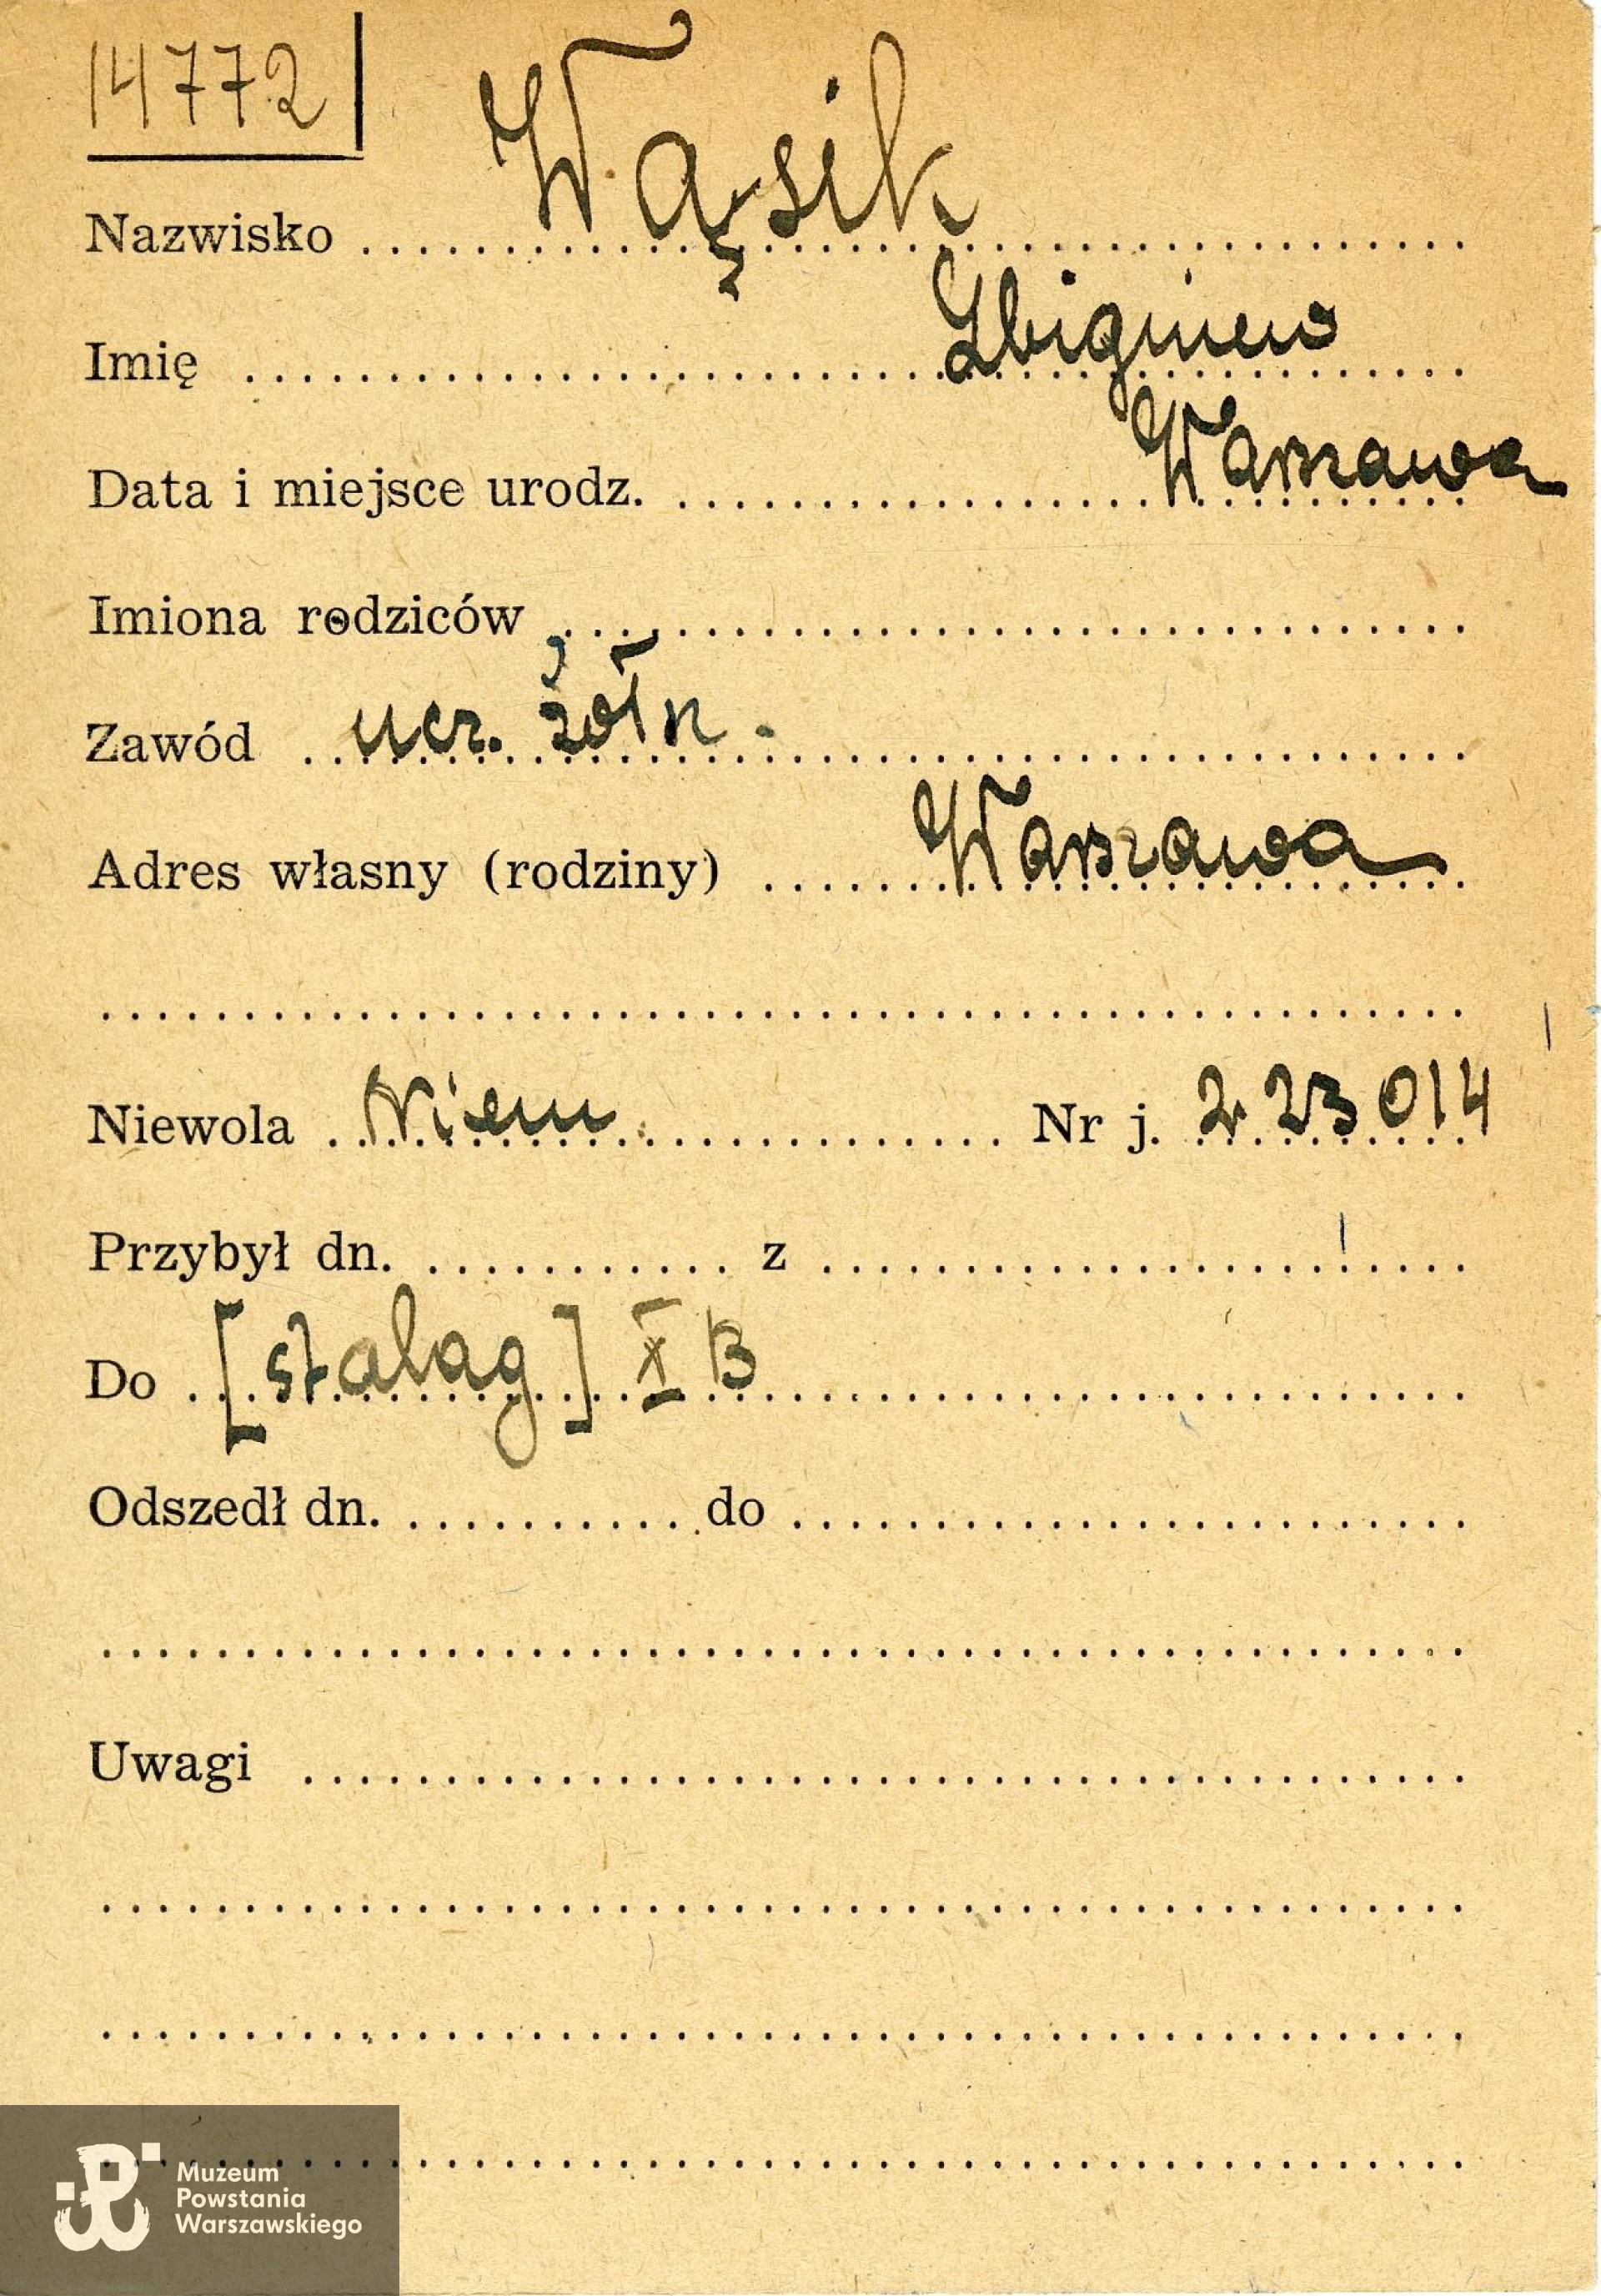 14772
Wąsik
Nazwisko
Zbigniew
Imię
Warszawa
Data i miejsce urodz.
Imiona rodziców
Zawód ucz. żołn.
Adres własny (rodziny) Warszawa
Niewola Niem Nr j. 223014
Przybył dn. z
Do [stalag] X B
Odszedł dn. do
Uwagi
Muzeum
Powstania
Warszawskiego